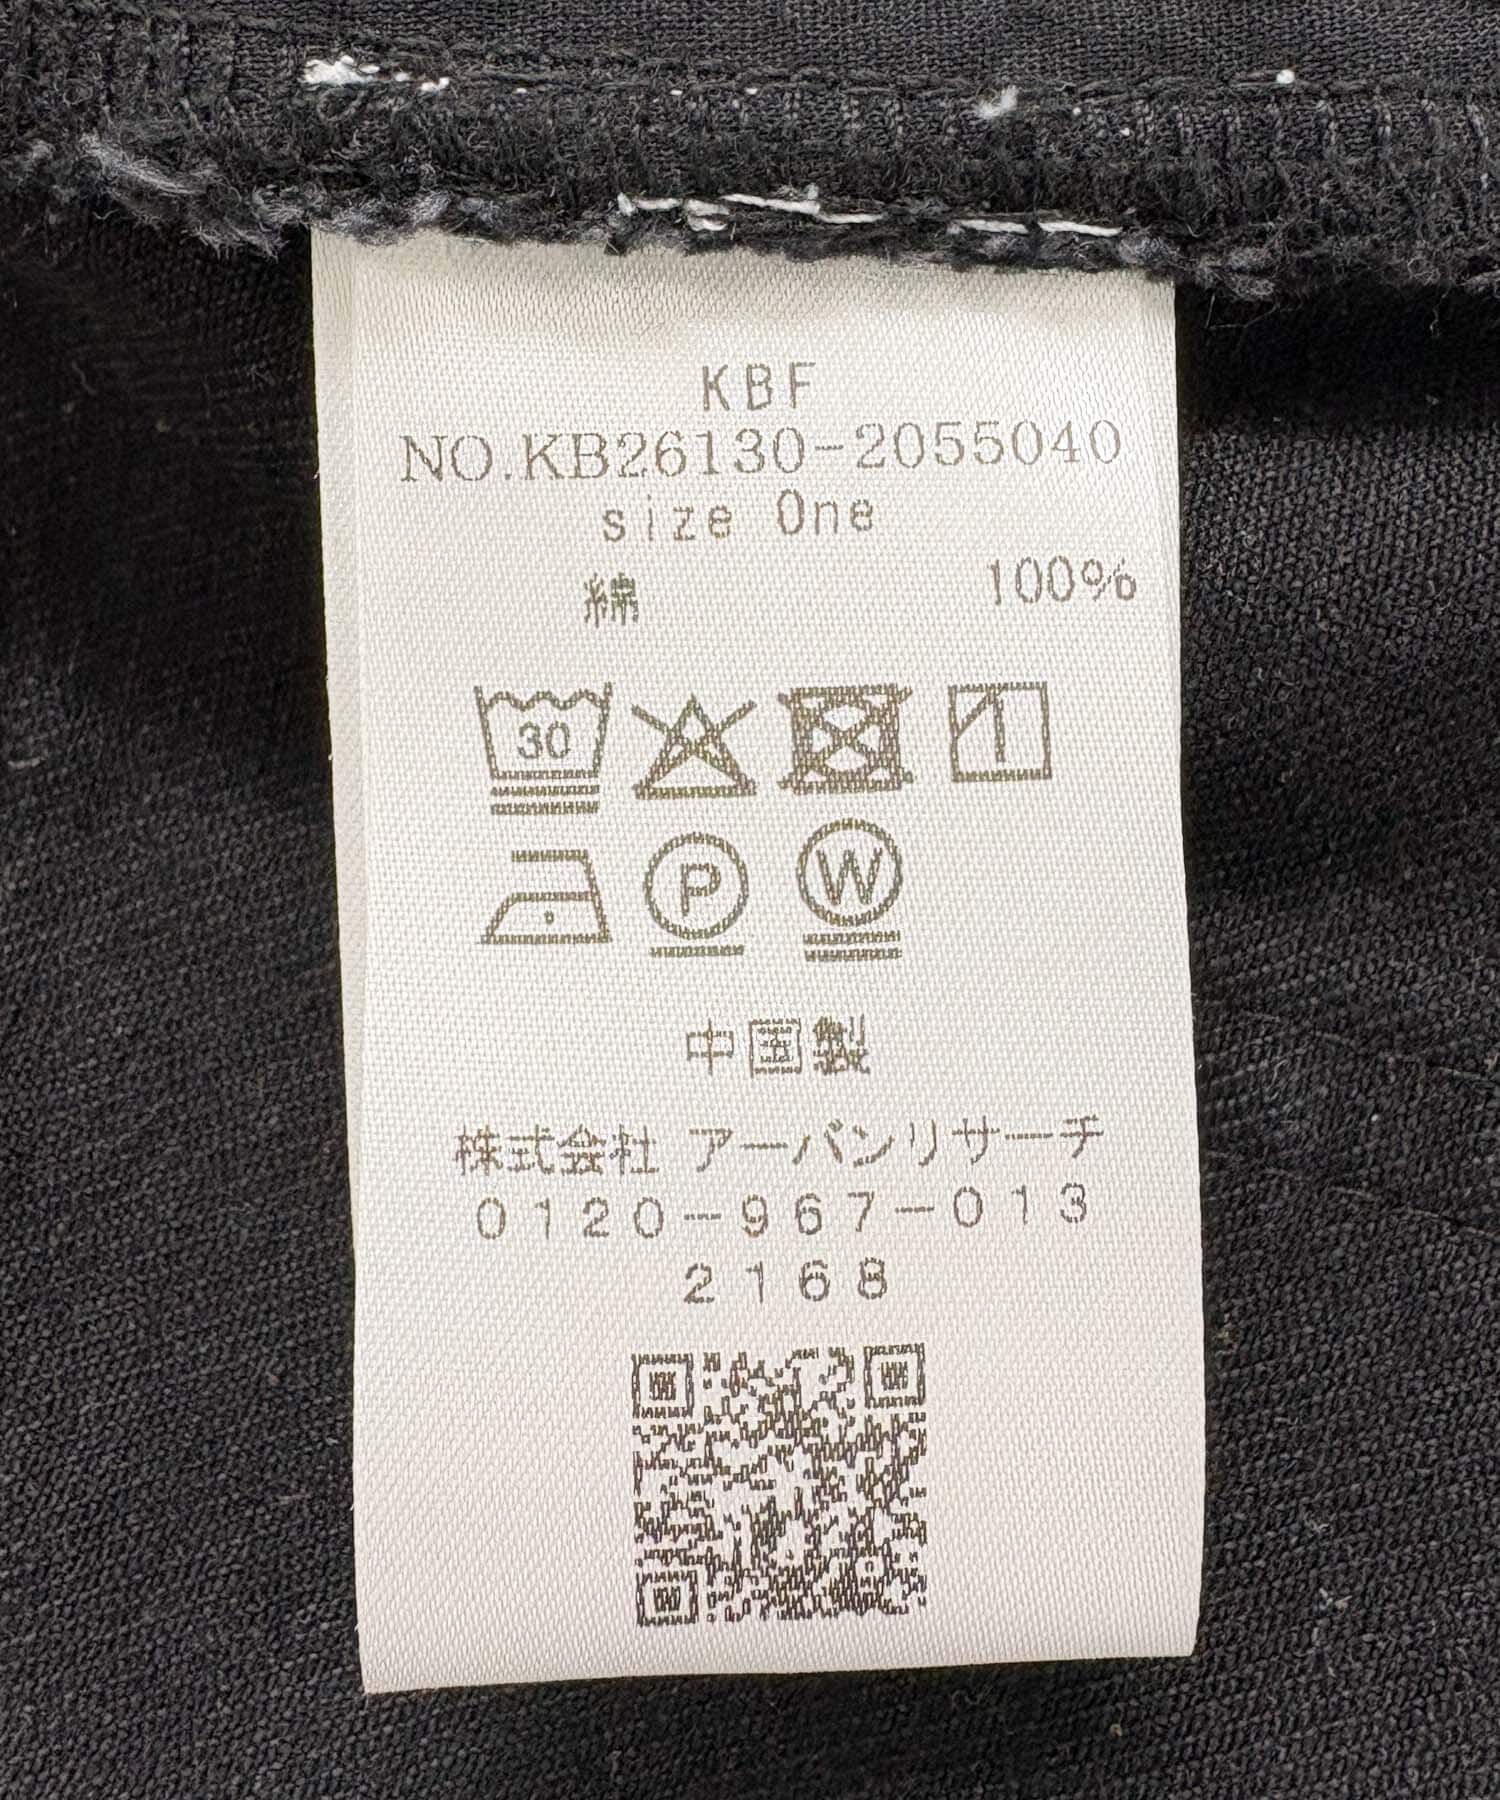 KBF
NO.KB26130-2055040
size One
綿 100%
30
P W
中国製
株式会社 アーバンリサーチ
0120-967-013
2168